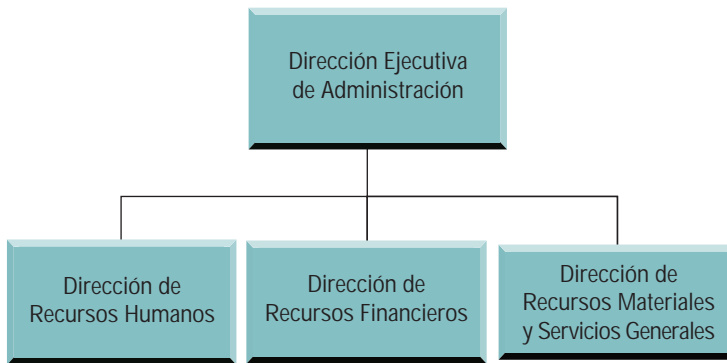 Dirección Ejecutiva
de Administración
Dirección de
Recursos Humanos
Dirección de
Recursos Financieros
Dirección de
Recursos Materiales
y Servicios Generales